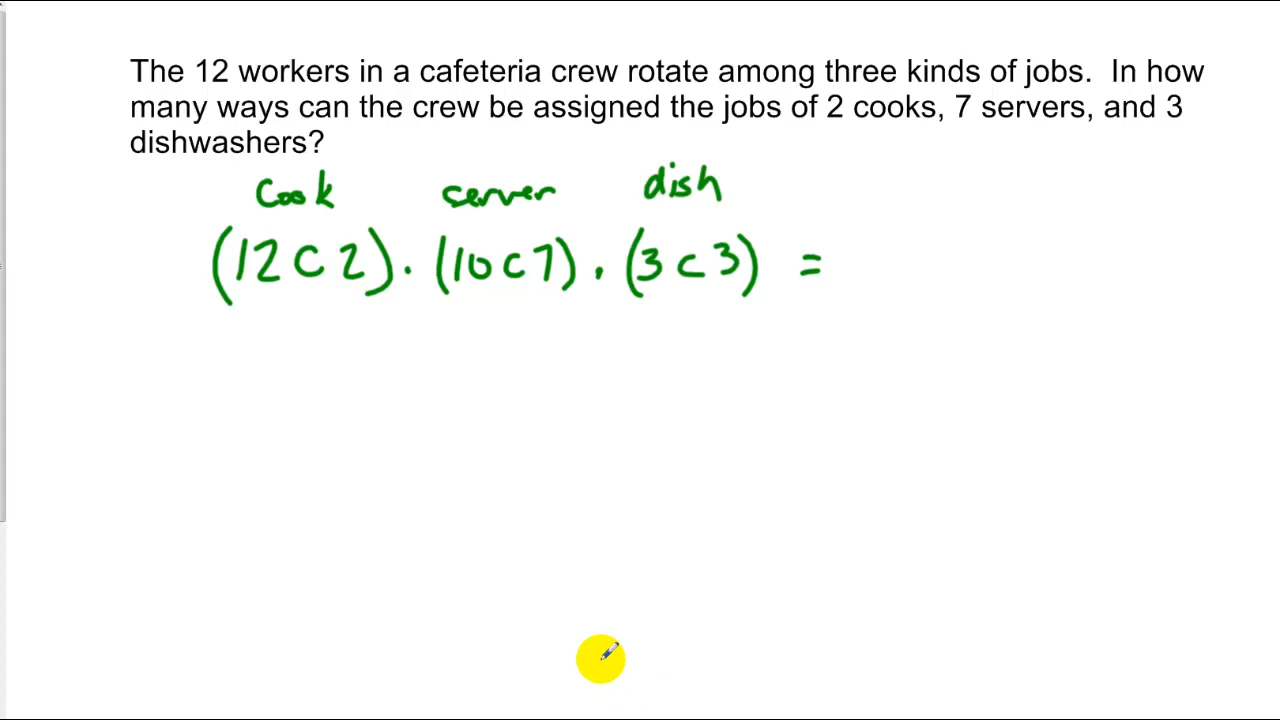 The 12 workers in a cafeteria crew rotate among three kinds of jobs. In how
many ways can the crew be assigned the jobs of 2 cooks, 7 servers, and 3
dishwashers?
Cook server dish
(12 C 2) . (10 C 7) . (3 C 3) =